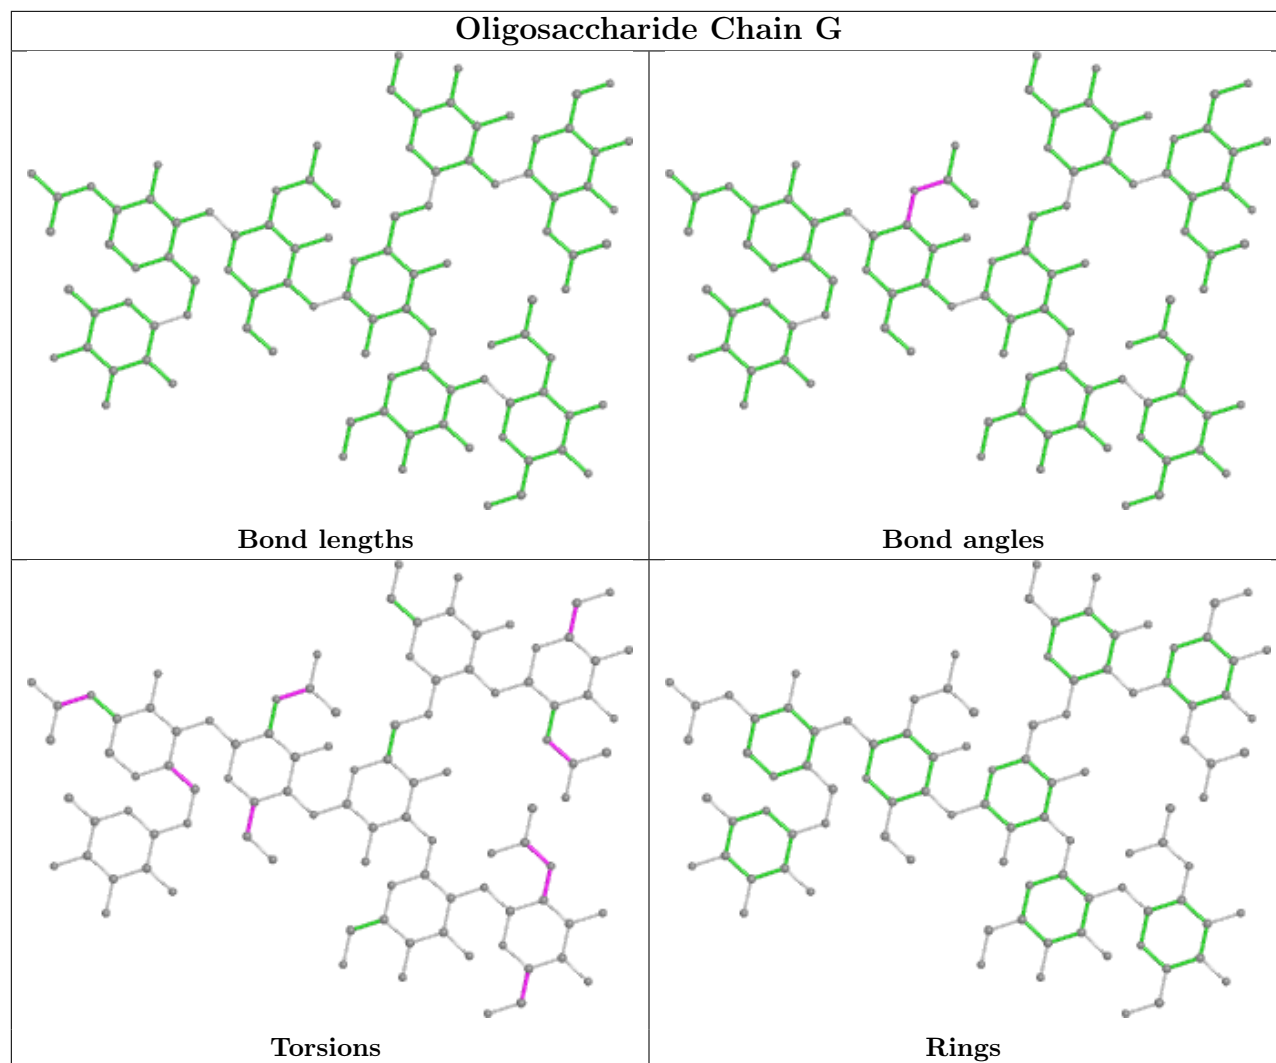 Oligosaccharide Chain G
Bond lengths
Bond angles
Torsions
Rings